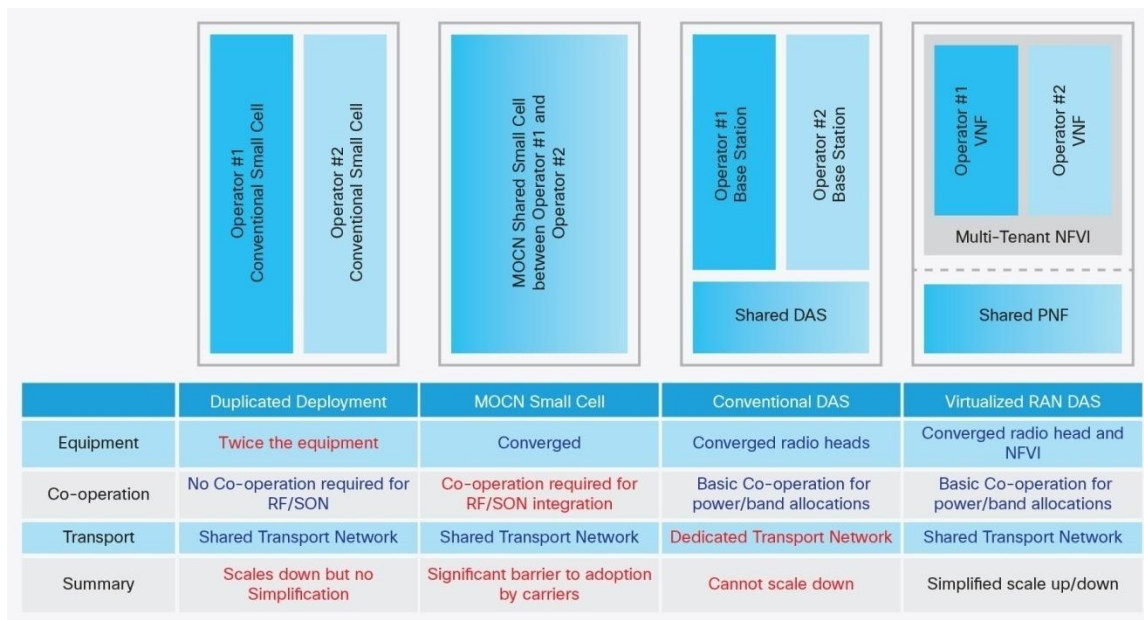 Operator #1
Conventional Small Cell
Operator #2
Conventional Small Cell
MOCN Shared Small Cell
between Operator #1 and
Operator #2
Operator #1
Base Station
Operator #2
Base Station
Shared DAS
Operator #1
VNF
Operator #2
VNF
Multi-Tenant NFVI
Shared PNF
Duplicated Deployment
MOCN Small Cell
Conventional DAS
Virtualized RAN DAS
Equipment
Twice the equipment
Converged
Converged radio heads
Converged radio head and
NFVI
Co-operation
No Co-operation required for
RF/SON
Co-operation required for
RF/SON integration
Basic Co-operation for
power/band allocations
Basic Co-operation for
power/band allocations
Transport
Shared Transport Network
Shared Transport Network
Dedicated Transport Network
Shared Transport Network
Summary
Scales down but no
Simplification
Significant barrier to adoption
by carriers
Cannot scale down
Simplified scale up/down